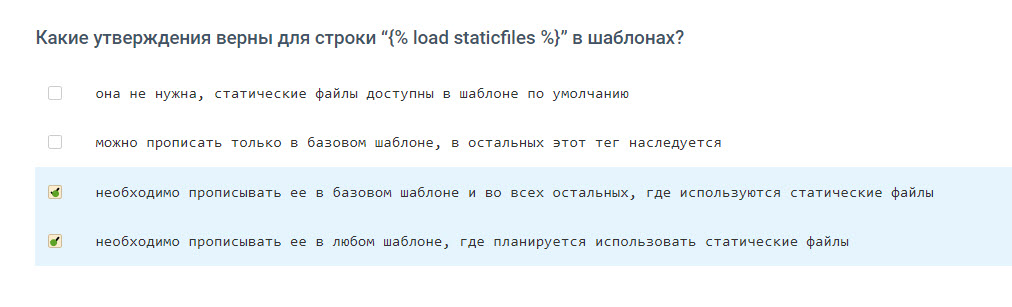 Какие утверждения верны для строки “{% load staticfiles %}” в шаблонах?
она не нужна, статические файлы доступны в шаблоне по умолчанию
можно прописать только в базовом шаблоне, в остальных этот тег наследуется
необходимо прописывать ее в базовом шаблоне и во всех остальных, где используются статические файлы
необходимо прописывать ее в любом шаблоне, где планируется использовать статические файлы